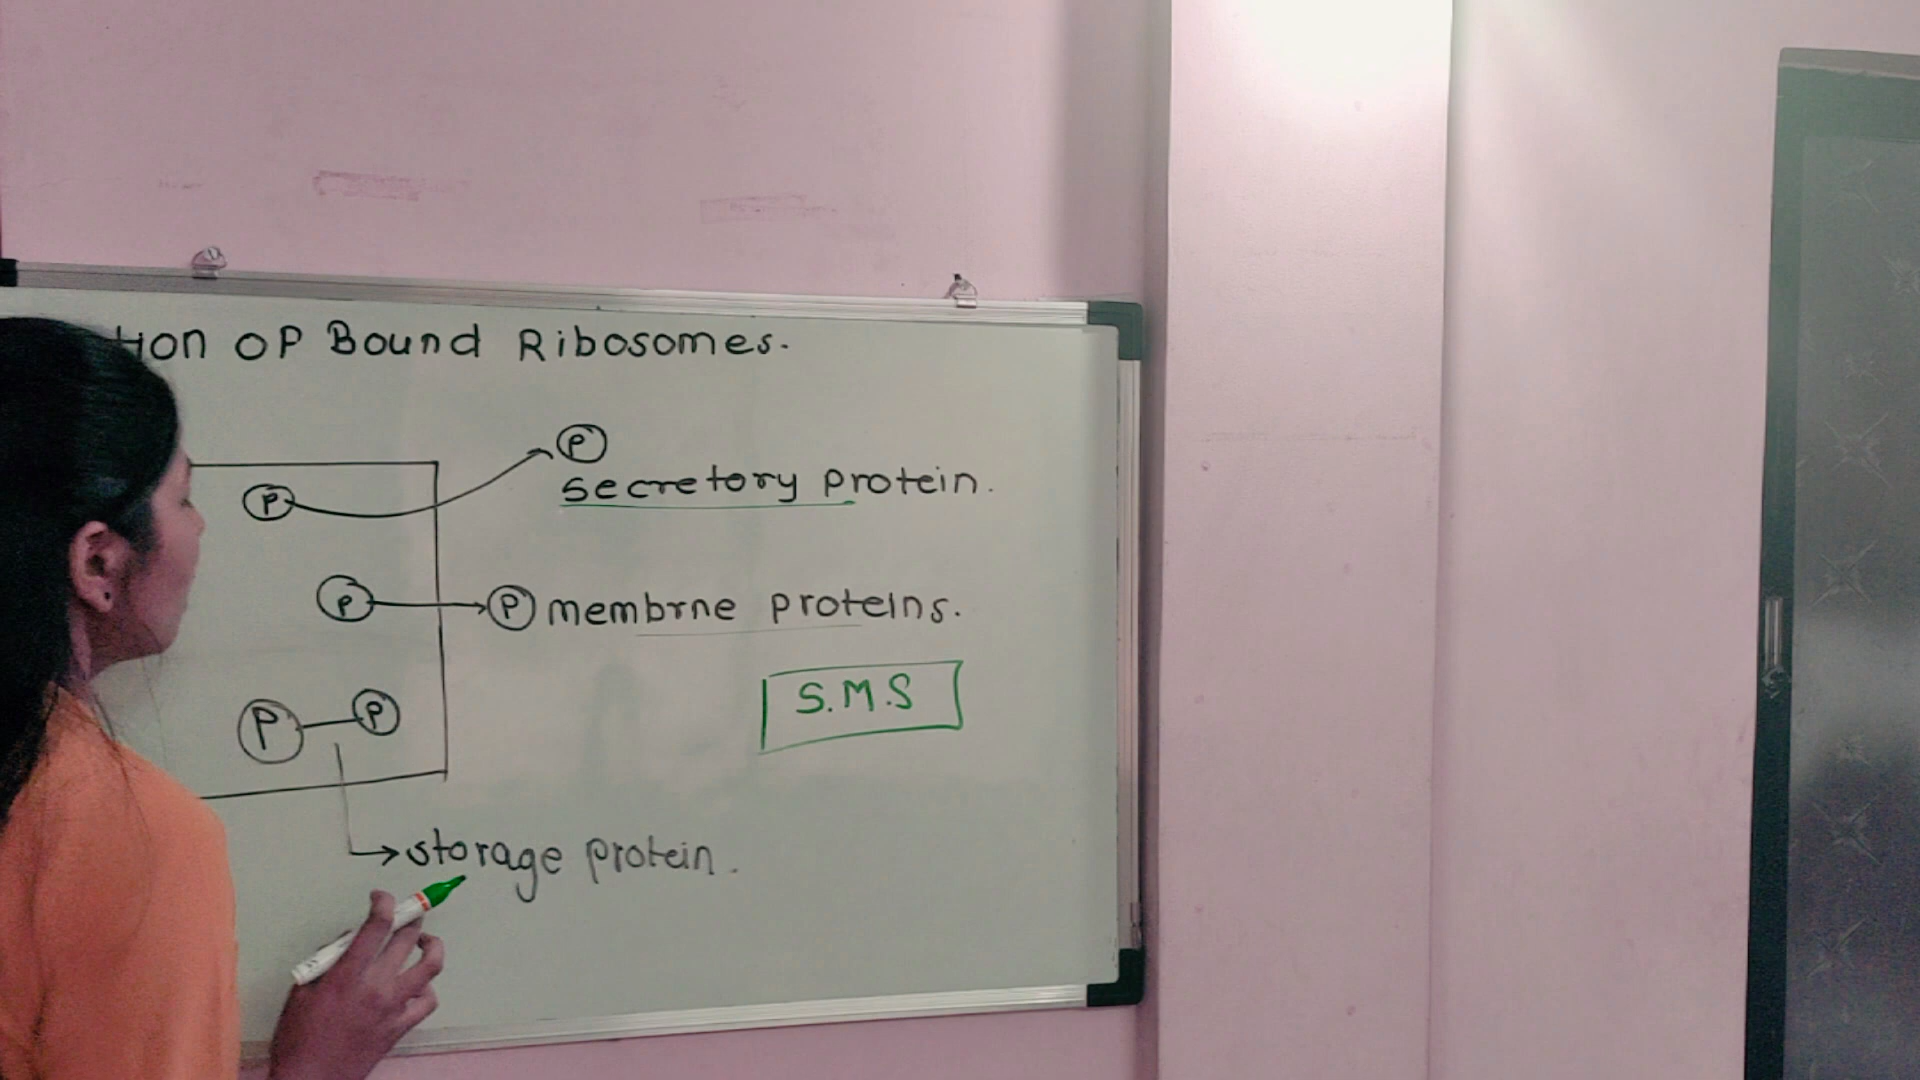 tion OF Bound Ribosomes.
P
secretory protein.
P
P P membrne proteins.
S.M.S
P P
storage protein.